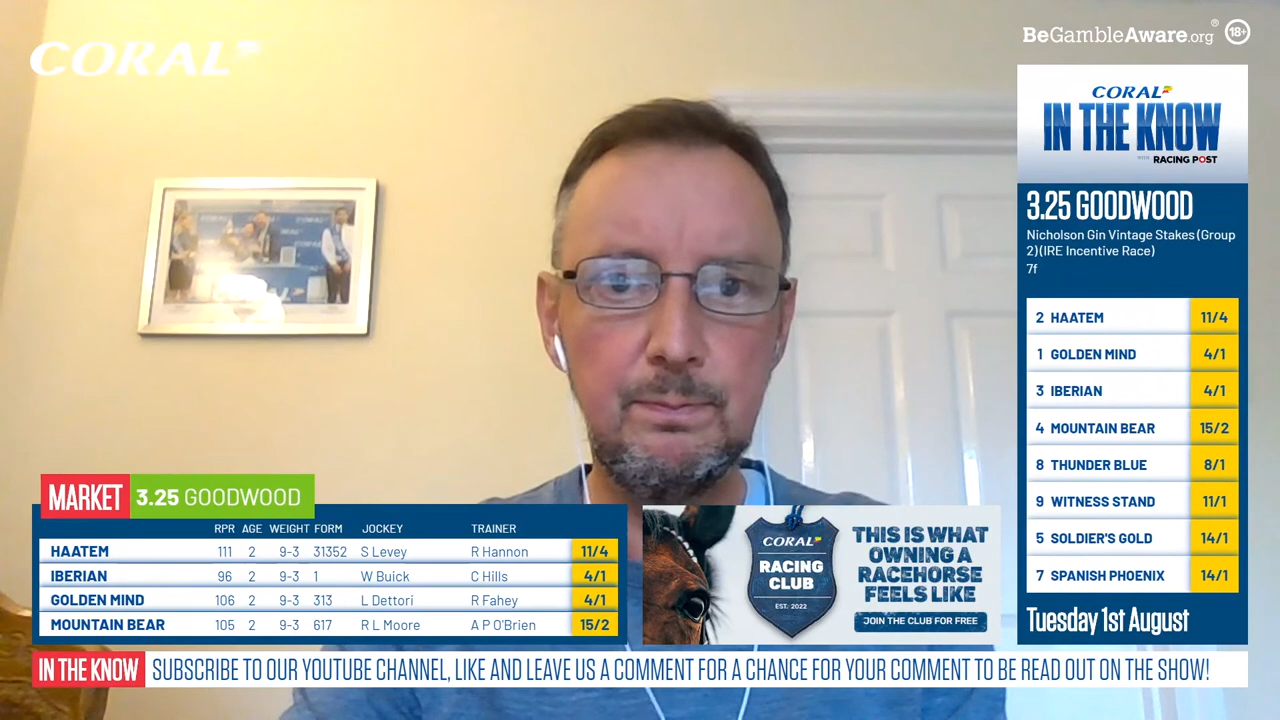 CORAL
BeGambleAware.org® 18+
CORAL
IN THE KNOW
WITH RACING POST
3.25 GOODWOOD
Nicholson Gin Vintage Stakes (Group
2)(IRE Incentive Race)
7f
2 HAATEM 11/4
1 GOLDEN MIND 4/1
3 IBERIAN 4/1
4 MOUNTAIN BEAR 15/2
8 THUNDER BLUE 8/1
9 WITNESS STAND 11/1
5 SOLDIER'S GOLD 14/1
7 SPANISH PHOENIX 14/1
Tuesday 1st August
CORAL
MARKET 3.25 GOODWOOD
RPR AGE WEIGHT FORM JOCKEY TRAINER
HAATEM 111 2 9-3 31352 S Levey R Hannon 11/4
IBERIAN 96 2 9-3 1 W Buick C Hills 4/1
GOLDEN MIND 106 2 9-3 313 L Dettori R Fahey 4/1
MOUNTAIN BEAR 105 2 9-3 617 R L Moore A P O'Brien 15/2
CORAL
RACING
CLUB
EST. 2022
THIS IS WHAT
OWNING A
RACEHORSE
FEELS LIKE
JOIN THE CLUB FOR FREE
IN THE KNOW SUBSCRIBE TO OUR YOUTUBE CHANNEL, LIKE AND LEAVE US A COMMENT FOR A CHANCE FOR YOUR COMMENT TO BE READ OUT ON THE SHOW!